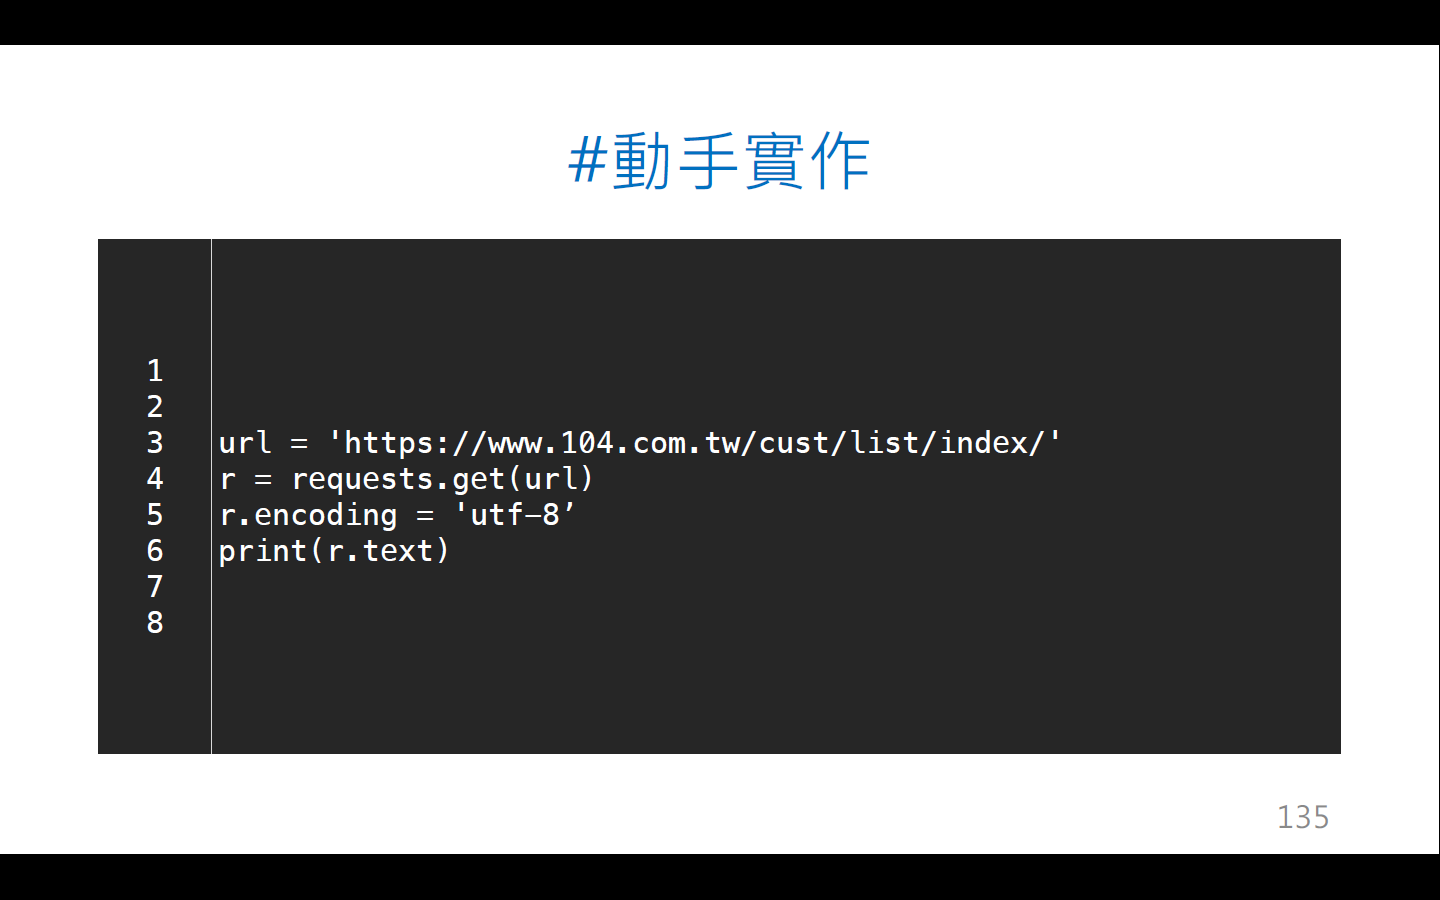 #動手實作
1
2
3 url = 'https://www.104.com.tw/cust/list/index/'
4 r = requests.get(url)
5 r.encoding = 'utf-8’
6 print(r.text)
7
8
135